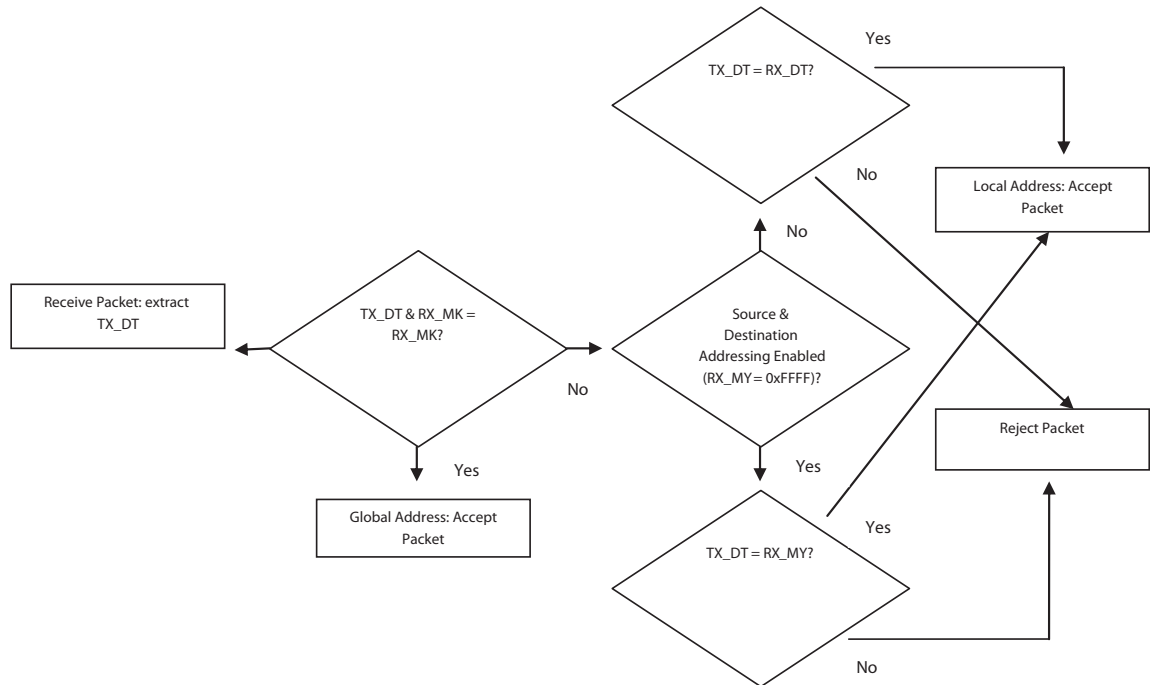 Yes
TX_DT = RX_DT?
No
Local Address: Accept
Packet
No
Receive Packet: extract
TX_DT
TX_DT & RX_MK =
RX_MK?
No
Source &
Destination
Addressing Enabled
(RX_MY = 0xFFFF)?
Reject Packet
Yes
Yes
Global Address: Accept
Packet
Yes
TX_DT = RX_MY?
No